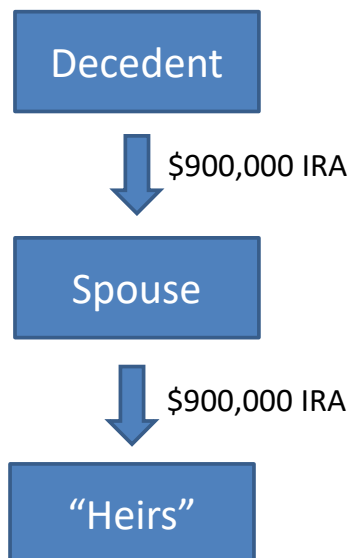 Decedent
$900,000 IRA
Spouse
$900,000 IRA
“Heirs”